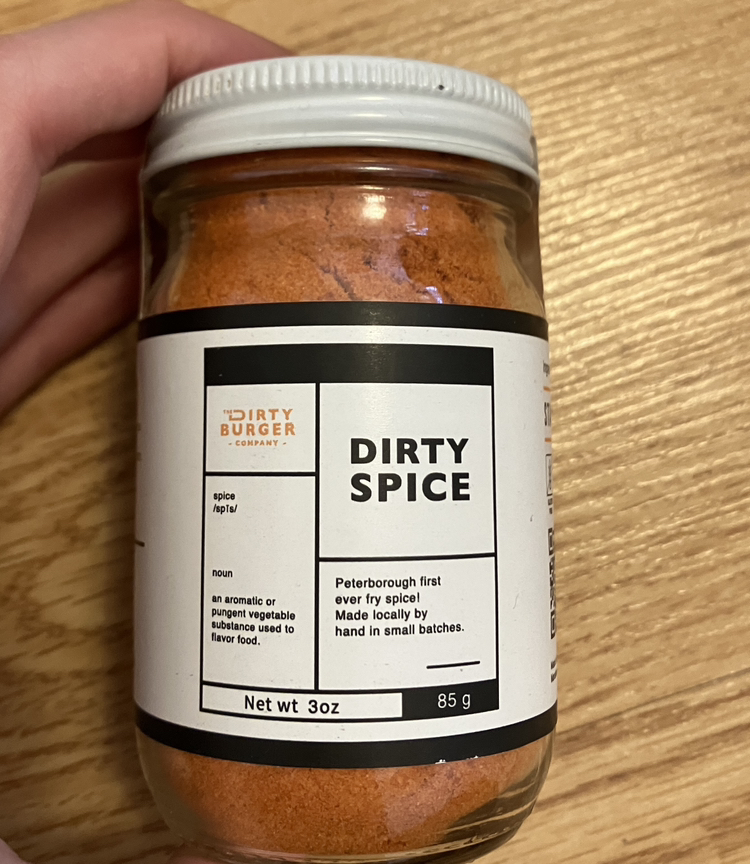 THE DIRTY
BURGER
- COMPANY -
DIRTY
SPICE
spice
/spīs/
noun
an aromatic or
pungent vegetable
substance used to
flavor food.
Peterborough first
ever fry spice!
Made locally by
hand in small batches.
Net wt 3oz
85 g